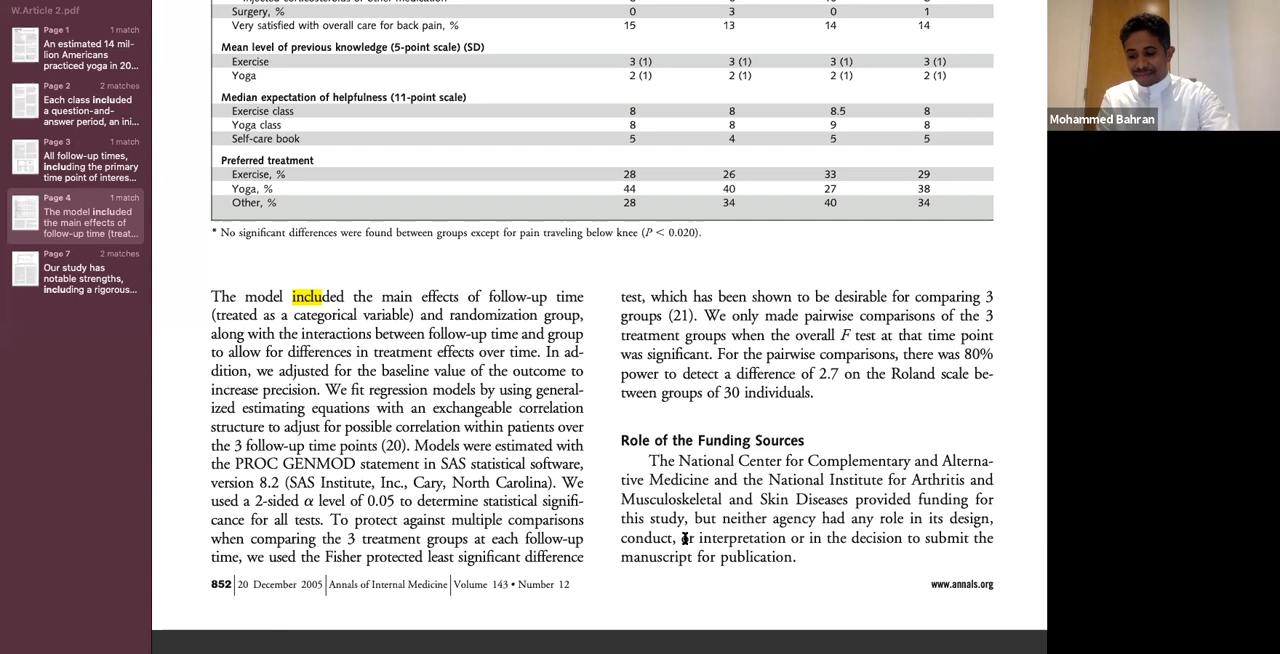 W.Article 2.pdf
Page 1 1 match
An estimated 14 mil-
lion Americans
practiced yoga in 20...
Page 2 2 matches
Each class included
a question-and-
answer period, an ini...
Page 3 1 match
All follow-up times,
including the primary
time point of interes...
Page 4 1 match
The model included
the main effects of
follow-up time (treat...
Page 7 2 matches
Our study has
notable strengths,
including a rigorous...
Surgery, % 0 3 0 1
Very satisfied with overall care for back pain, % 15 13 14 14
Mean level of previous knowledge (5-point scale) (SD)
Exercise 3 (1) 3 (1) 3 (1) 3 (1)
Yoga 2 (1) 2 (1) 2 (1) 2 (1)
Median expectation of helpfulness (11-point scale)
Exercise class 8 8 8.5 8
Yoga class 8 8 9 8
Self-care book 5 4 5 5
Preferred treatment
Exercise, % 28 26 33 29
Yoga, % 44 40 27 38
Other, % 28 34 40 34
* No significant differences were found between groups except for pain traveling below knee (P < 0.020).
The model included the main effects of follow-up time
(treated as a categorical variable) and randomization group,
along with the interactions between follow-up time and group
to allow for differences in treatment effects over time. In ad-
dition, we adjusted for the baseline value of the outcome to
increase precision. We fit regression models by using general-
ized estimating equations with an exchangeable correlation
structure to adjust for possible correlation within patients over
the 3 follow-up time points (20). Models were estimated with
the PROC GENMOD statement in SAS statistical software,
version 8.2 (SAS Institute, Inc., Cary, North Carolina). We
used a 2-sided α level of 0.05 to determine statistical signifi-
cance for all tests. To protect against multiple comparisons
when comparing the 3 treatment groups at each follow-up
time, we used the Fisher protected least significant difference
test, which has been shown to be desirable for comparing 3
groups (21). We only made pairwise comparisons of the 3
treatment groups when the overall F test at that time point
was significant. For the pairwise comparisons, there was 80%
power to detect a difference of 2.7 on the Roland scale be-
tween groups of 30 individuals.
Role of the Funding Sources
The National Center for Complementary and Alterna-
tive Medicine and the National Institute for Arthritis and
Musculoskeletal and Skin Diseases provided funding for
this study, but neither agency had any role in its design,
conduct, or interpretation or in the decision to submit the
manuscript for publication.
852 20 December 2005 Annals of Internal Medicine Volume 143 • Number 12
www.annals.org
Mohammed Bahran